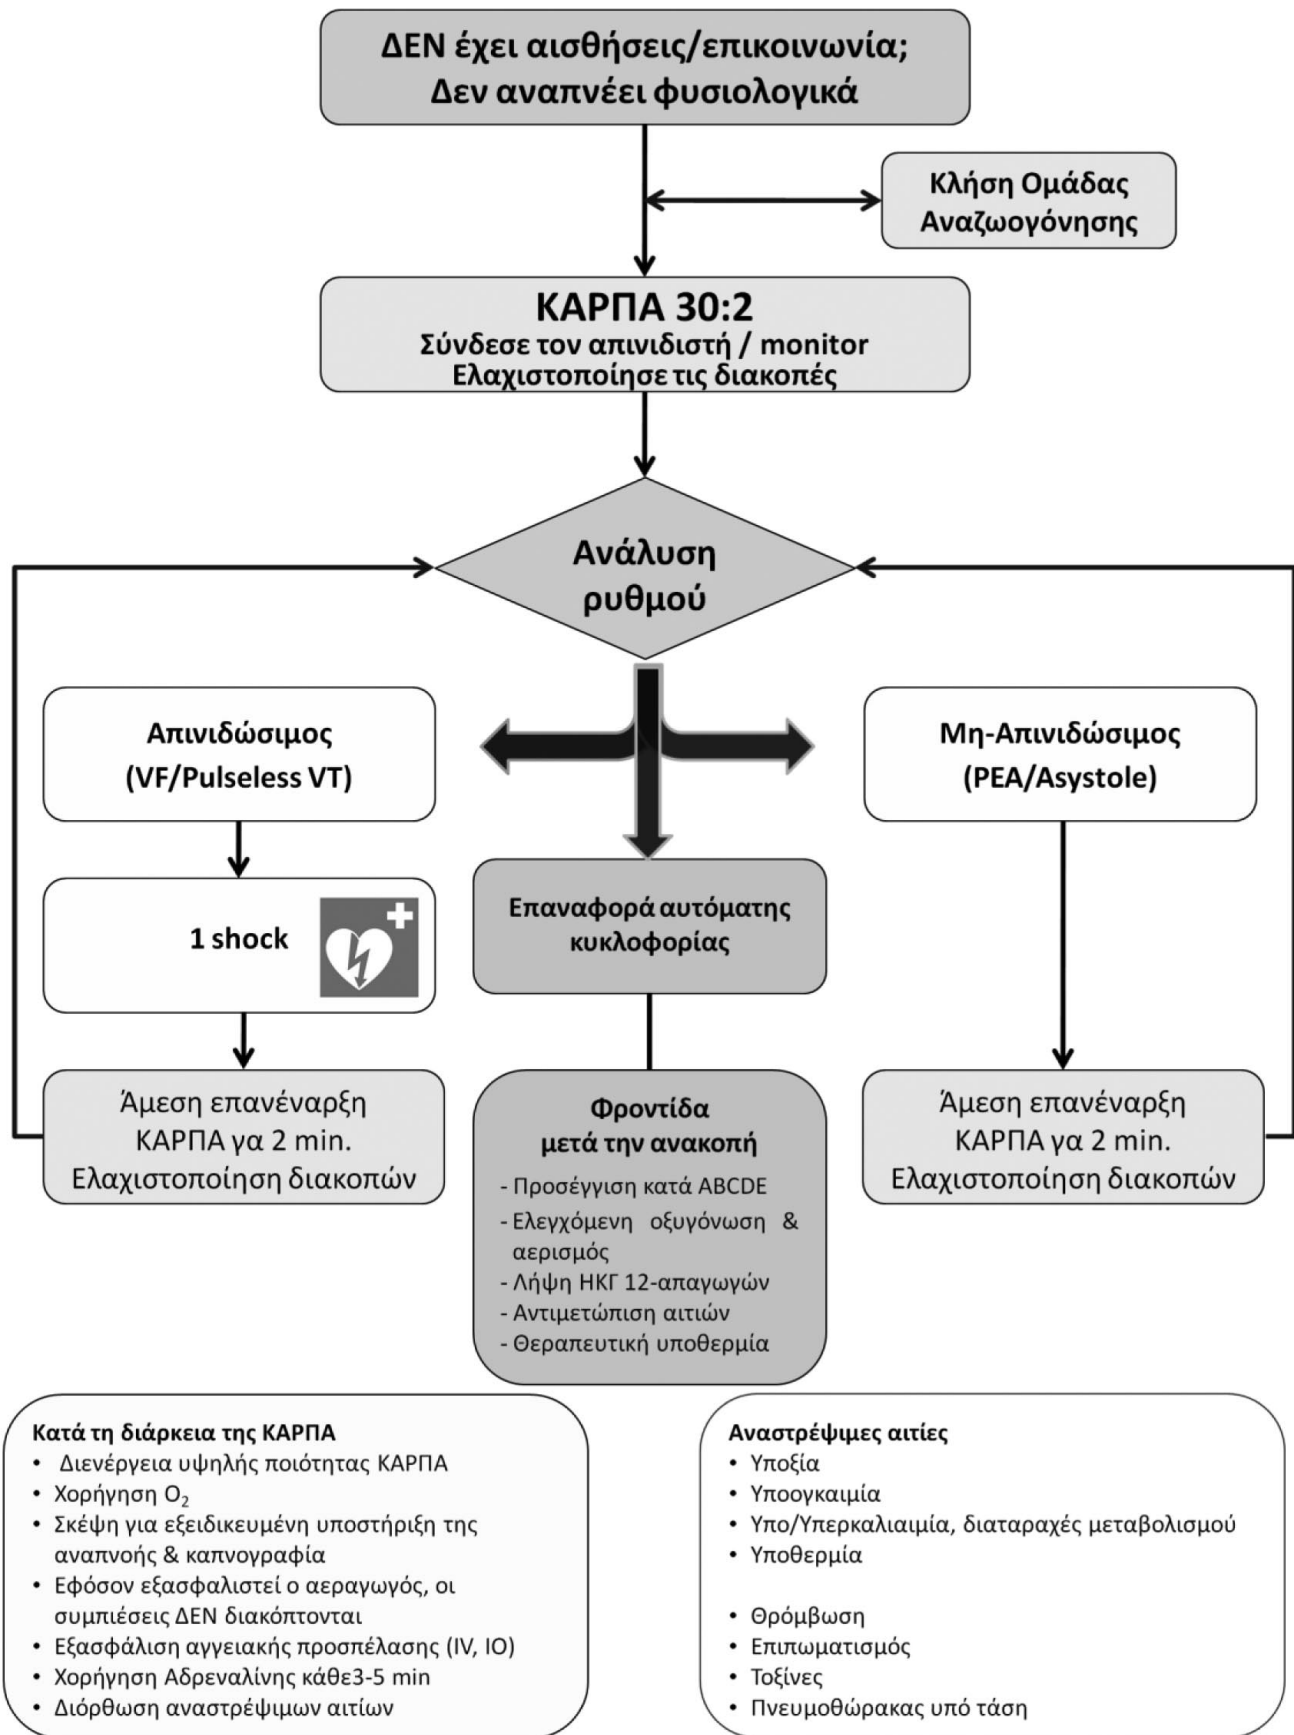 ΔΕΝ έχει αισθήσεις/επικοινωνία;
Δεν αναπνέει φυσιολογικά
Κλήση Ομάδας
Αναζωογόνησης
ΚΑΡΠΑ 30:2
Σύνδεσε τον απινιδιστή / monitor
Ελαχιστοποίησε τις διακοπές
Ανάλυση
ρυθμού
Απινιδώσιμος
(VF/Pulseless VT)
Μη-Απινιδώσιμος
(PEA/Asystole)
1 shock
Επαναφορά αυτόματης
κυκλοφορίας
Άμεση επανέναρξη
ΚΑΡΠΑ γα 2 min.
Ελαχιστοποίηση διακοπών
Φροντίδα
μετά την ανακοπή
- Προσέγγιση κατά ABCDE
- Ελεγχόμενη οξυγόνωση &
αερισμός
- Λήψη ΗΚΓ 12-απαγωγών
- Αντιμετώπιση αιτιών
- Θεραπευτική υποθερμία
Άμεση επανέναρξη
ΚΑΡΠΑ γα 2 min.
Ελαχιστοποίηση διακοπών
Κατά τη διάρκεια της ΚΑΡΠΑ
• Διενέργεια υψηλής ποιότητας ΚΑΡΠΑ
• Χορήγηση O₂
• Σκέψη για εξειδικευμένη υποστήριξη της
αναπνοής & καπνογραφία
• Εφόσον εξασφαλιστεί ο αεραγωγός, οι
συμπιέσεις ΔΕΝ διακόπτονται
• Εξασφάλιση αγγειακής προσπέλασης (IV, IO)
• Χορήγηση Αδρεναλίνης κάθε3-5 min
• Διόρθωση αναστρέψιμων αιτίων
Αναστρέψιμες αιτίες
• Υποξία
• Υποογκαιμία
• Υπο/Υπερκαλιαιμία, διαταραχές μεταβολισμού
• Υποθερμία
• Θρόμβωση
• Επιπωματισμός
• Τοξίνες
• Πνευμοθώρακας υπό τάση